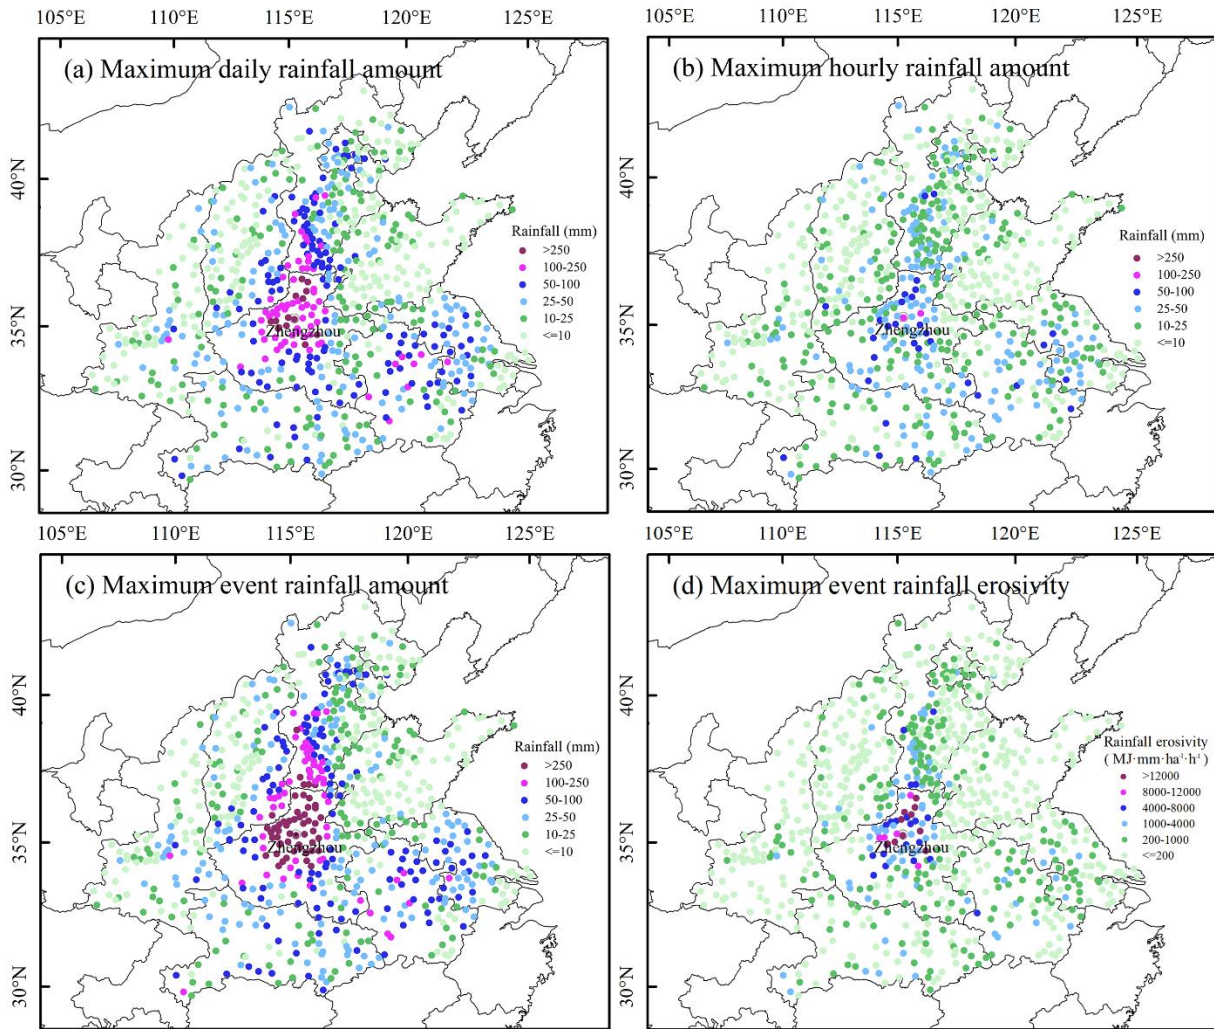 105°E 110°E 115°E 120°E 125°E
105°E 110°E 115°E 120°E 125°E
(a) Maximum daily rainfall amount
40°N
35°N
30°N
Zhengzhou
Rainfall (mm)
>250
100-250
50-100
25-50
10-25
<=10
(b) Maximum hourly rainfall amount
40°N
35°N
30°N
Zhengzhou
Rainfall (mm)
>250
100-250
50-100
25-50
10-25
<=10
105°E 110°E 115°E 120°E 125°E
105°E 110°E 115°E 120°E 125°E
(c) Maximum event rainfall amount
40°N
35°N
30°N
Zhengzhou
Rainfall (mm)
>250
100-250
50-100
25-50
10-25
<=10
(d) Maximum event rainfall erosivity
40°N
35°N
30°N
Zhengzhou
Rainfall erosivity
( MJ·mm·ha⁻¹·h⁻¹ )
>12000
8000-12000
4000-8000
1000-4000
200-1000
<=200